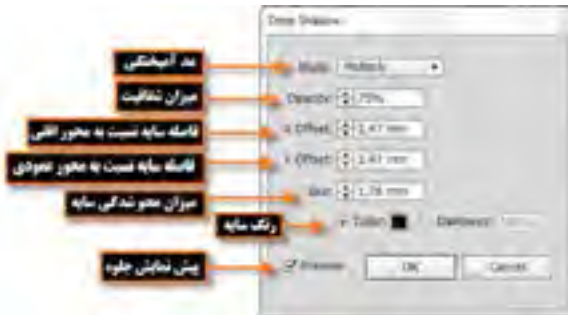 Drop Shadow
مد آمیختگی
Mode: Multiply
میزان شفافیت
Opacity: 75%
فاصله سایه نسبت به محور افقی
X Offset: 2.47 mm
فاصله سایه نسبت به محور عمودی
Y Offset: 2.47 mm
میزان محو شدگی سایه
Blur: 1.76 mm
رنگ سایه
Color: Darkness:
پیش نمایش جلوه
Preview OK Cancel